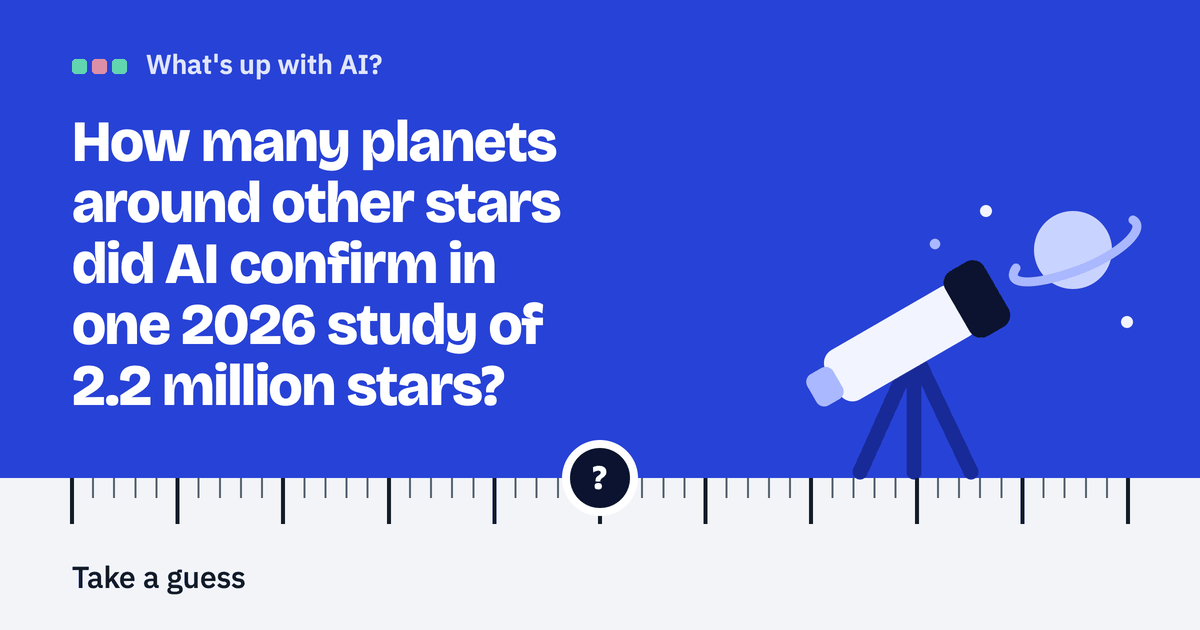 What's up with AI?
How many planets
around other stars
did AI confirm in
one 2026 study of
2.2 million stars?
?
Take a guess